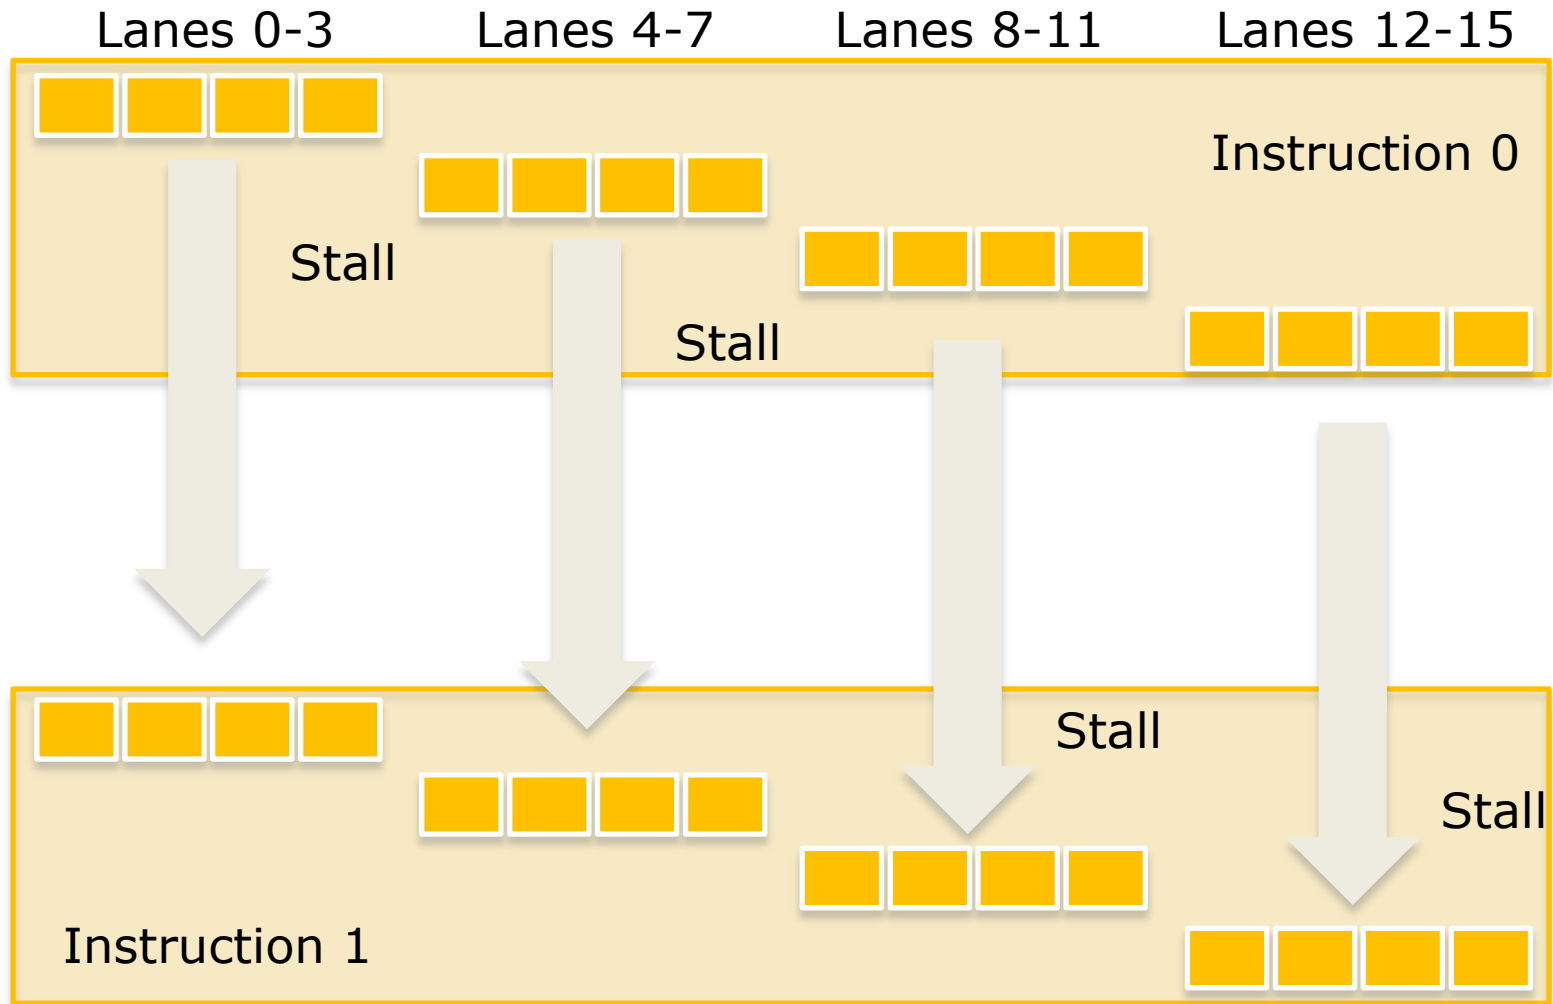 Lanes 0-3 Lanes 4-7 Lanes 8-11 Lanes 12-15
Instruction 0
Stall
Stall
Stall
Stall
Instruction 1